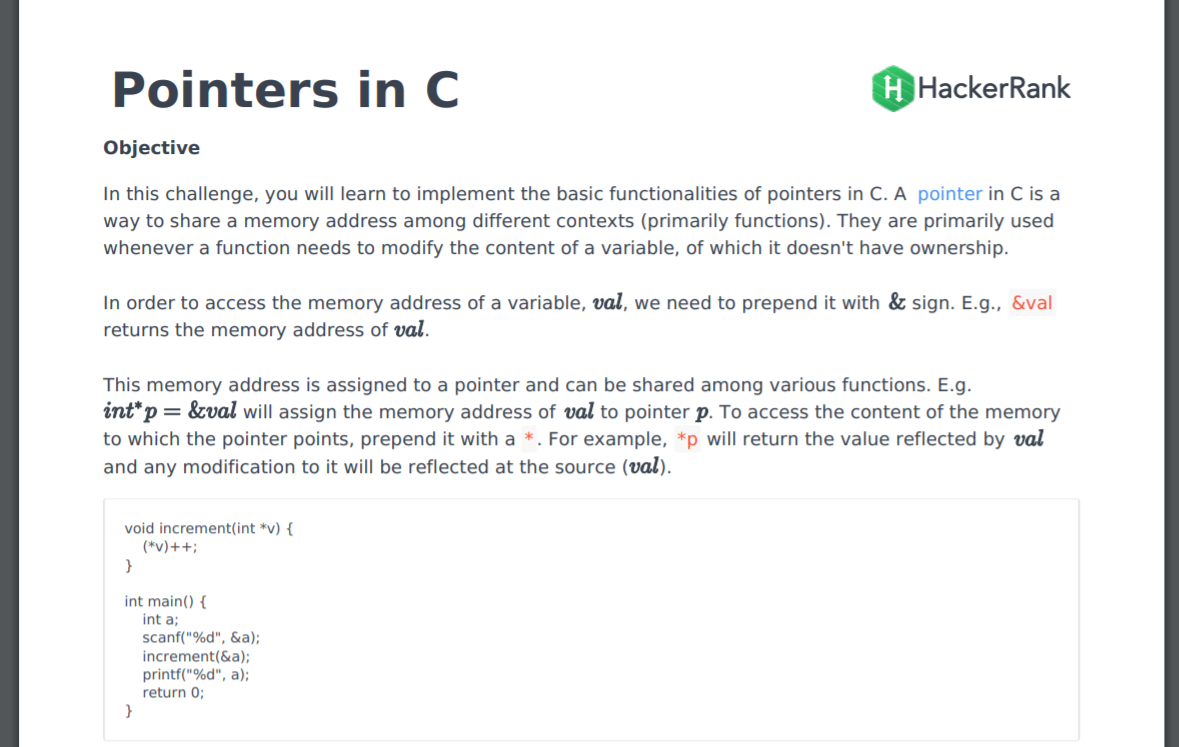 Pointers in C
HackerRank
Objective
In this challenge, you will learn to implement the basic functionalities of pointers in C. A pointer in C is a
way to share a memory address among different contexts (primarily functions). They are primarily used
whenever a function needs to modify the content of a variable, of which it doesn't have ownership.
In order to access the memory address of a variable, val, we need to prepend it with & sign. E.g., &val
returns the memory address of val.
This memory address is assigned to a pointer and can be shared among various functions. E.g.
int*p = &val will assign the memory address of val to pointer p. To access the content of the memory
to which the pointer points, prepend it with a *. For example, *p will return the value reflected by val
and any modification to it will be reflected at the source (val).
void increment(int *v) {
(*v)++;
}
int main() {
int a;
scanf("%d", &a);
increment(&a);
printf("%d", a);
return 0;
}